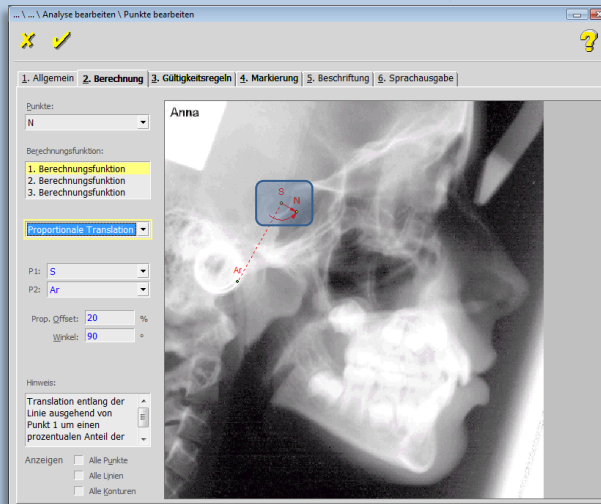 ... \ ... \ Analyse bearbeiten \ Punkte bearbeiten
1. Allgemein 2. Berechnung 3. Gültigkeitsregeln 4. Markierung 5. Beschriftung 6. Sprachausgabe
Punkte:
N
Berechnungsfunktion:
1. Berechnungsfunktion
2. Berechnungsfunktion
3. Berechnungsfunktion
Proportionale Translation
P1: S
P2: Ar
Prop. Offset: 20 %
Winkel: 90 °
Hinweis:
Translation entlang der
Linie ausgehend von
Punkt 1 um einen
prozentualen Anteil der
Anzeigen Alle Punkte
Alle Linien
Alle Konturen
Anna
S
N
Ar